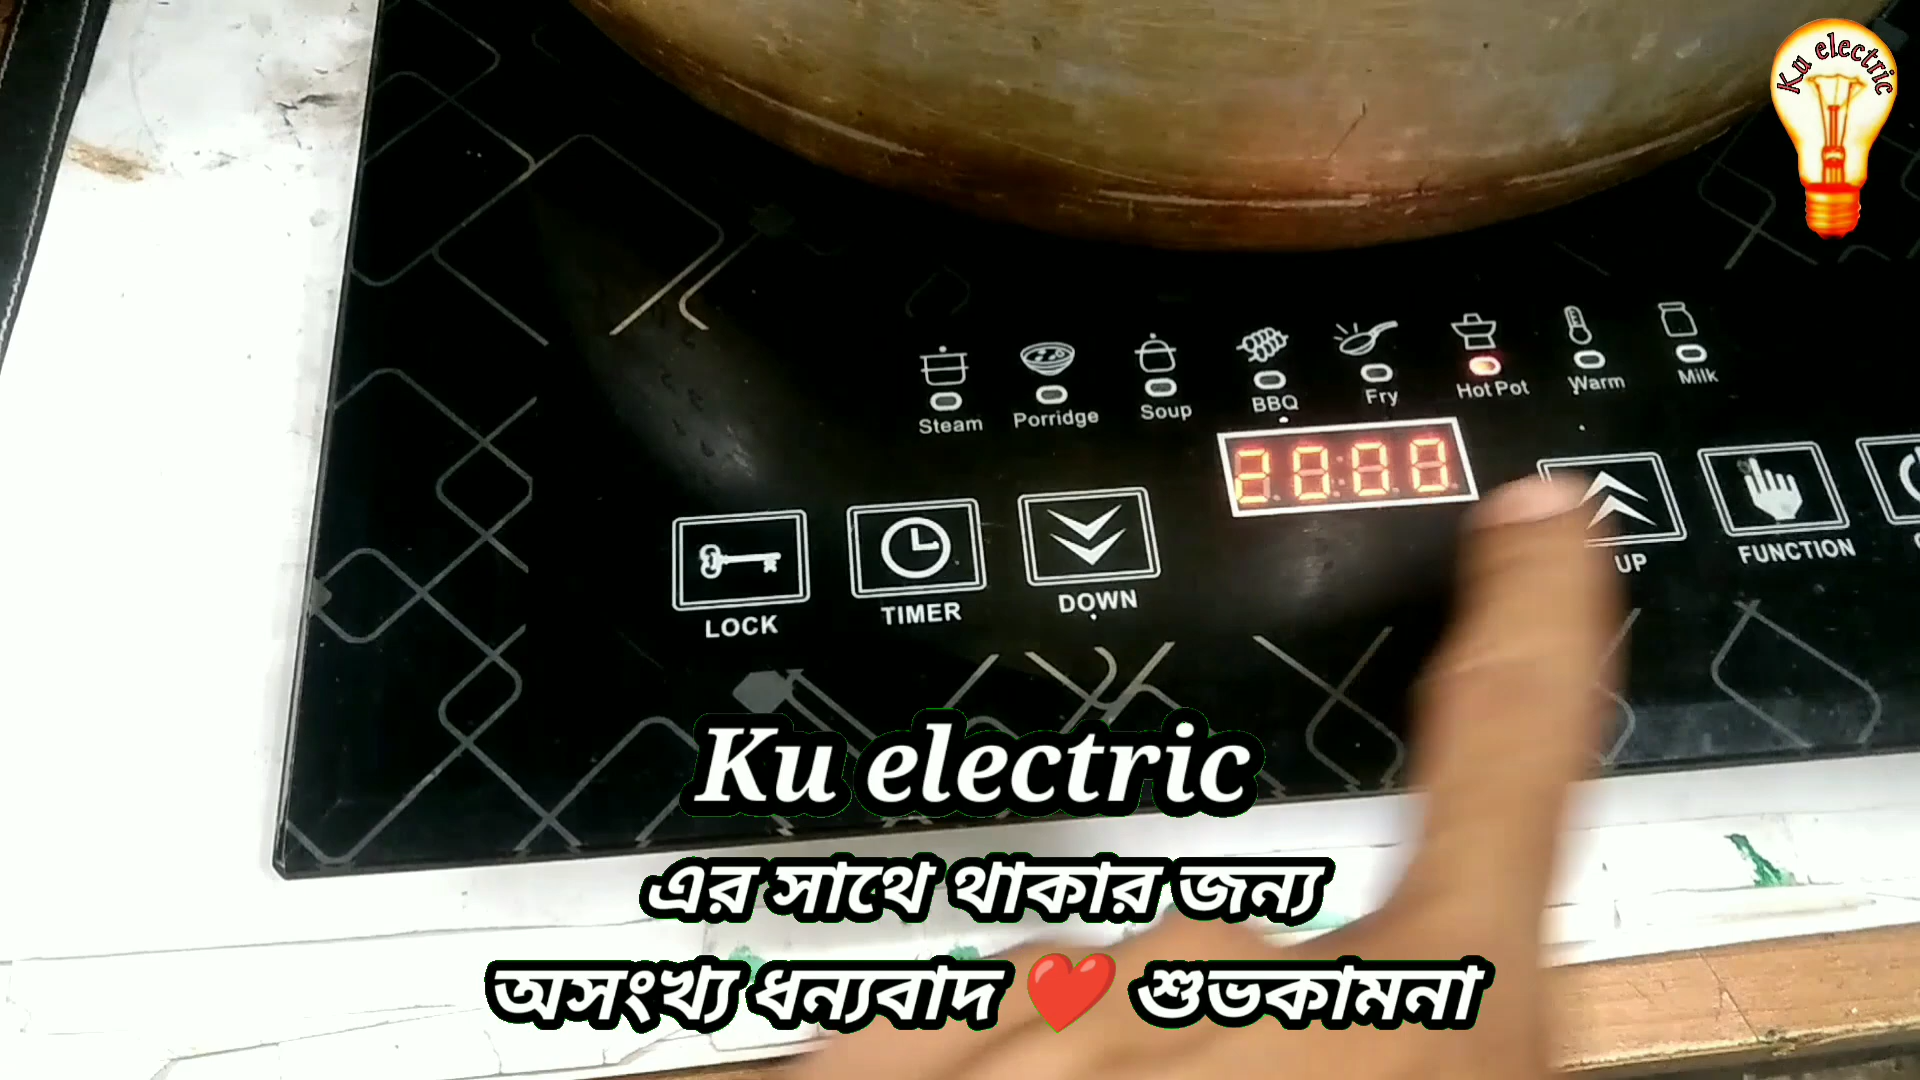 Ku electric
Steam
Porridge
Soup
BBQ
Fry
Hot Pot
Warm
Milk
2000
LOCK
TIMER
DOWN
UP
FUNCTION
Ku electric
এর সাথে থাকার জন্য
অসংখ্য ধন্যবাদ ❤️ শুভকামনা